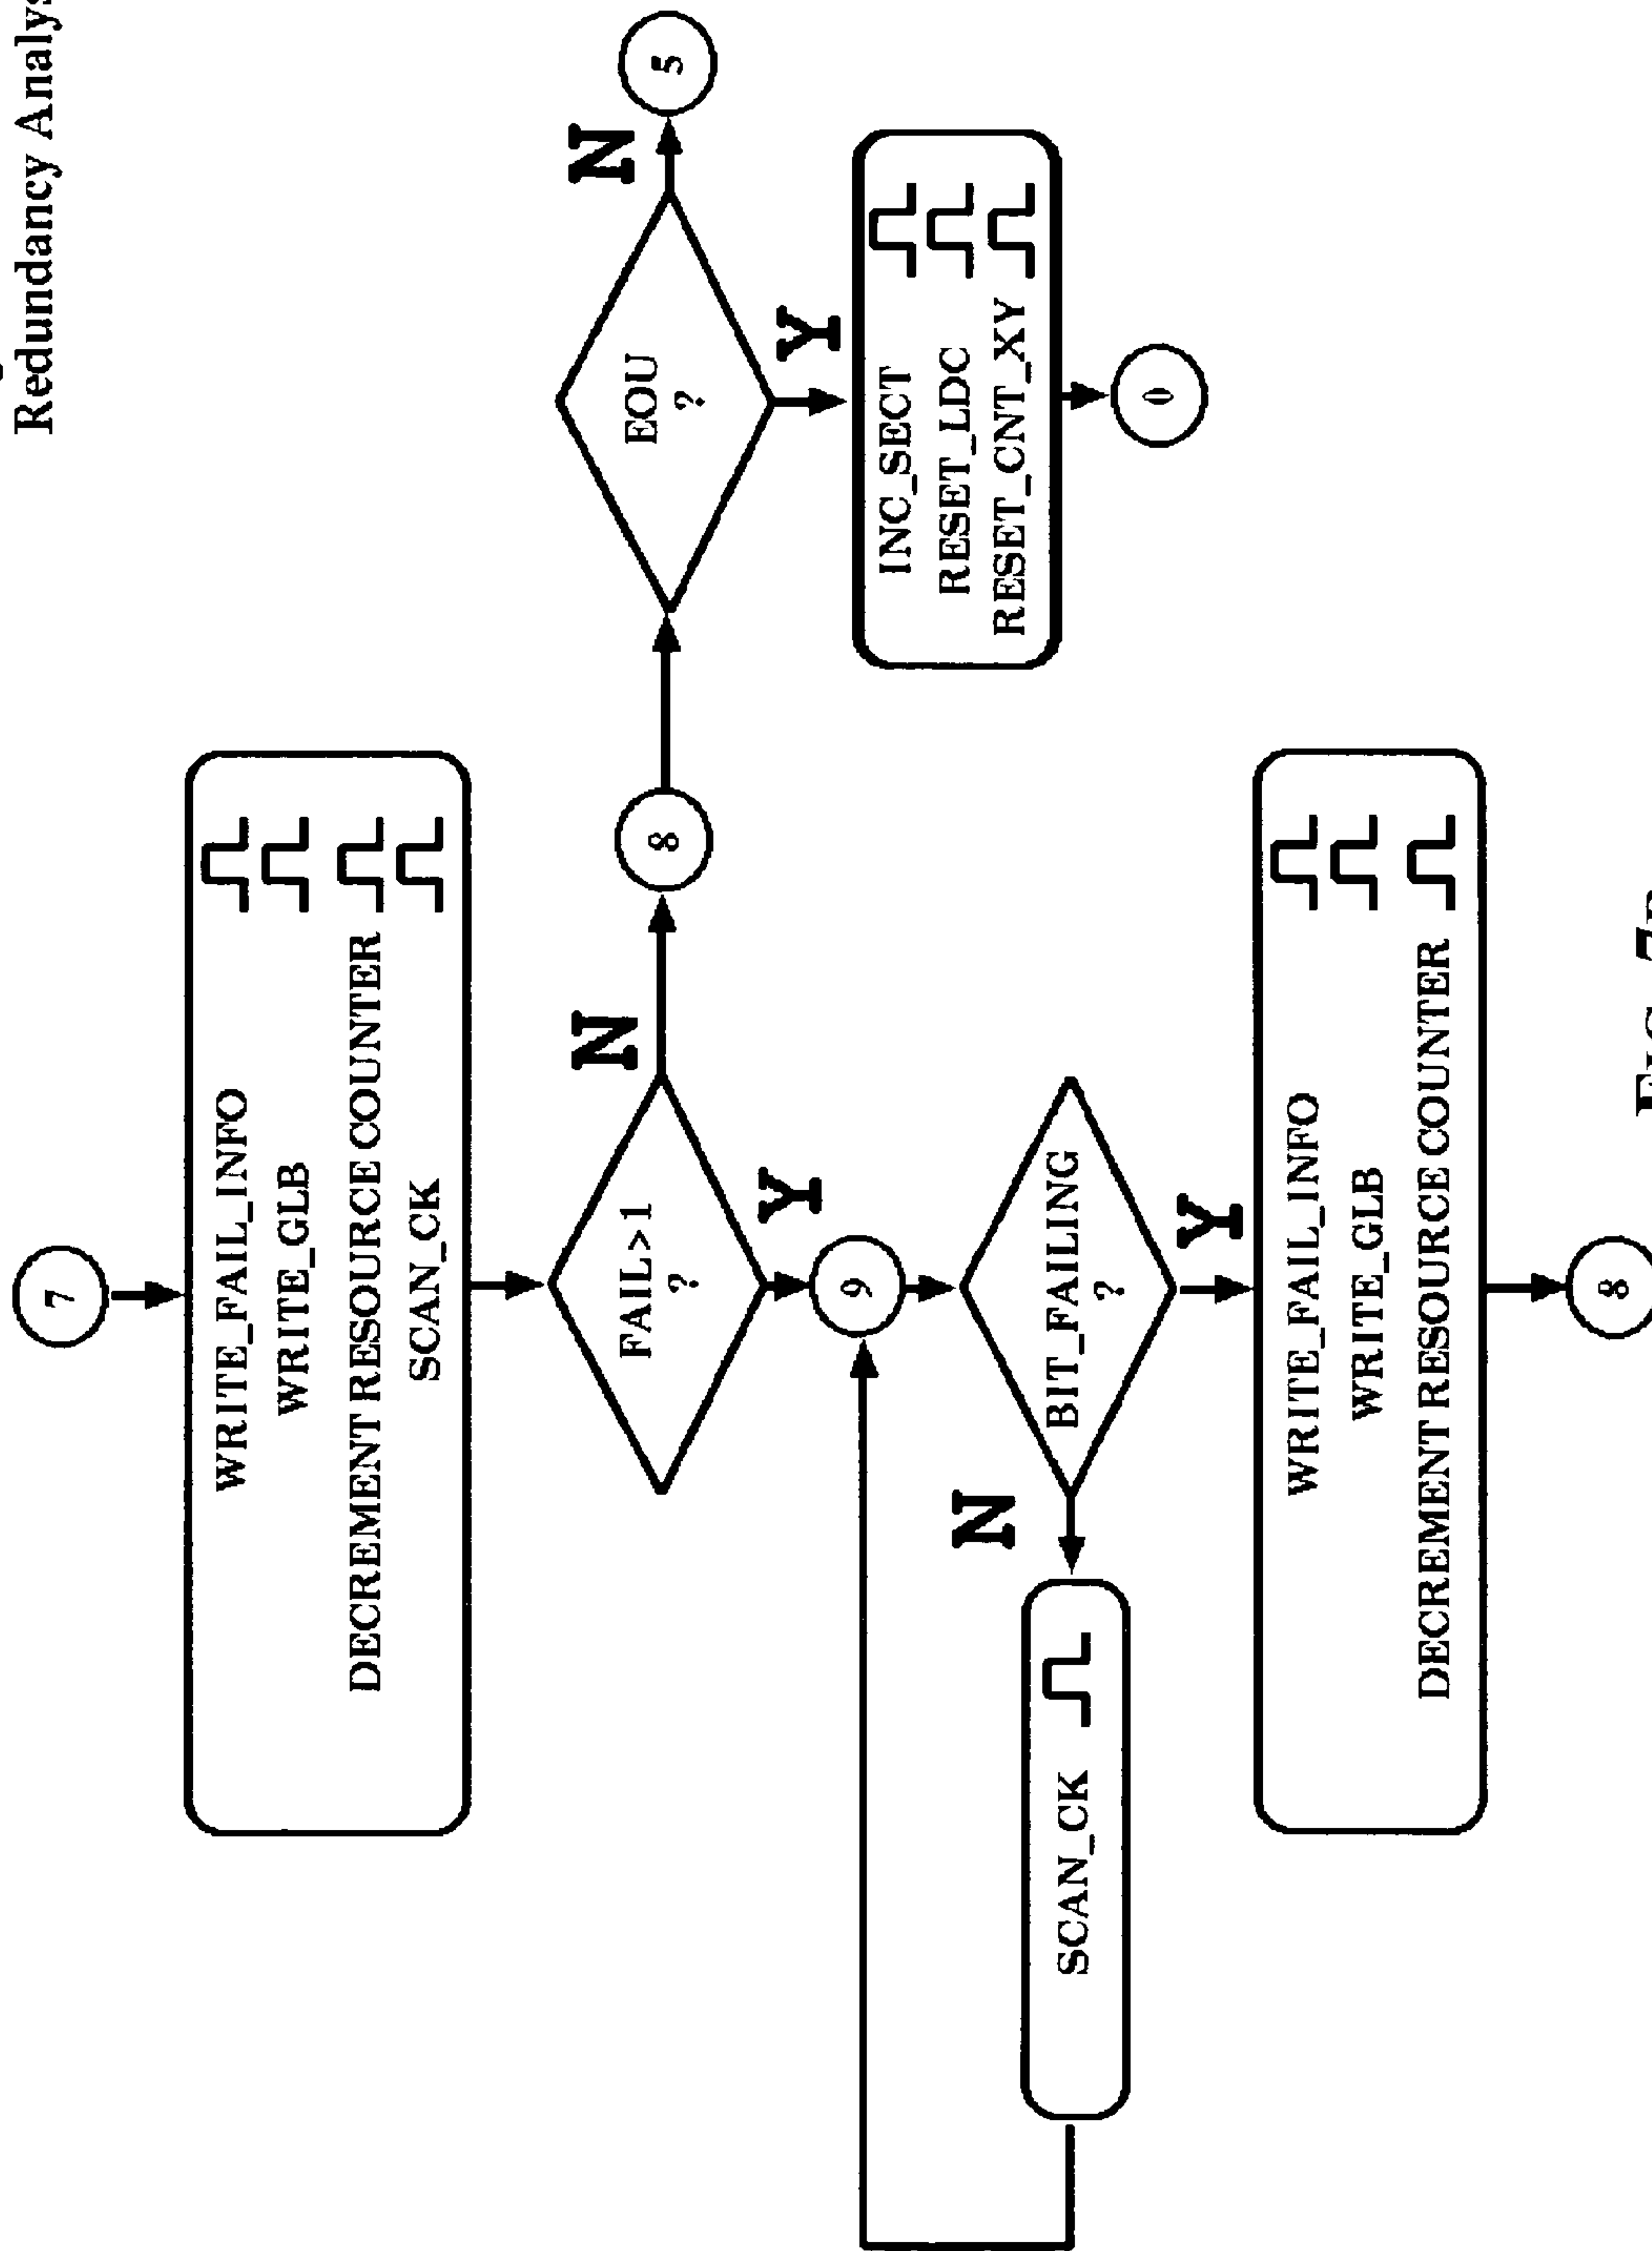 Redundancy
7
WRITE_FAIL_INFO
WRITE_GLB
DECREMENT RESOURCE COUNTER
SCAN_CK
FAIL>1
?
N
8
EOU
?
N
5
Y
INC_SECT
RESET_LDC
RESET_CNT_XY
0
Y
9
BIT_FAILING
?
N
SCAN_CK
Y
WRITE_FAIL_INFO
WRITE_GLB
DECREMENT RESOURCE COUNTER
8